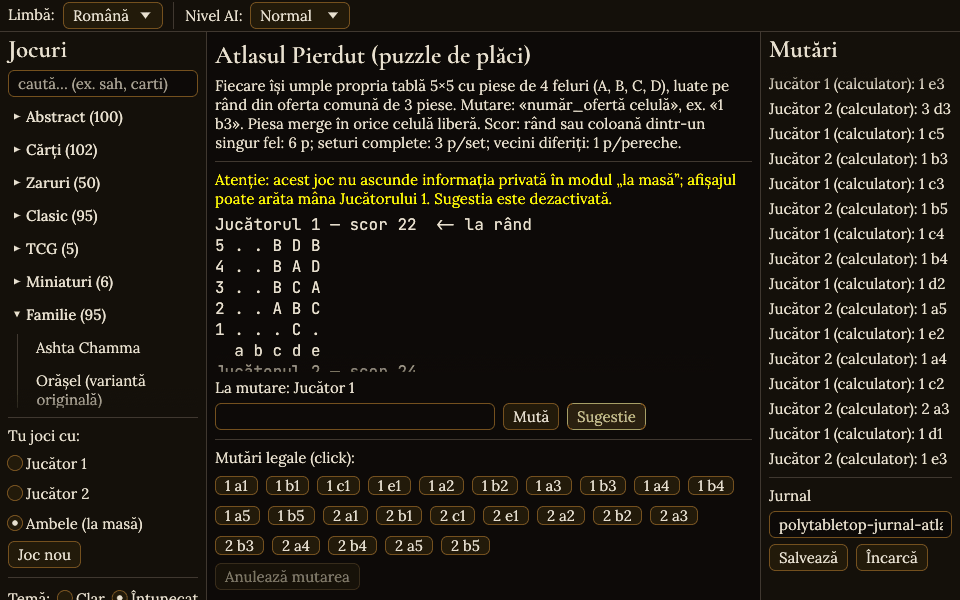 Limbă:
Română ▼
Nivel AI:
Normal ▼
Jocuri
caută... (ex. sah, carti)
▸ Abstract (100)
▸ Cărți (102)
▸ Zaruri (50)
▸ Clasic (95)
▸ TCG (5)
▸ Miniaturi (6)
▾ Familie (95)
Ashta Chamma
Orășel (variantă
originală)
Tu joci cu:
Jucător 1
Jucător 2
Ambele (la masă)
Joc nou
Temă: Clar Întunecat
Atlasul Pierdut (puzzle de plăci)
Fiecare își umple propria tablă 5×5 cu piese de 4 feluri (A, B, C, D), luate pe
rând din oferta comună de 3 piese. Mutare: «număr_ofertă celulă», ex. «1
b3». Piesa merge în orice celulă liberă. Scor: rând sau coloană dintr-un
singur fel: 6 p; seturi complete: 3 p/set; vecini diferiți: 1 p/pereche.
Atenție: acest joc nu ascunde informația privată în modul „la masă”; afișajul
poate arăta mâna Jucătorului 1. Sugestia este dezactivată.
Jucătorul 1 — scor 22 ← la rând
5 . . B D B
4 . . B A D
3 . . B C A
2 . . A B C
1 . . . C .
a b c d e
Jucătorul 2 — scor 24
La mutare: Jucător 1
Mută
Sugestie
Mutări legale (click):
1 a1 1 b1 1 c1 1 e1 1 a2 1 b2 1 a3 1 b3 1 a4 1 b4
1 a5 1 b5 2 a1 2 b1 2 c1 2 e1 2 a2 2 b2 2 a3
2 b3 2 a4 2 b4 2 a5 2 b5
Anulează mutarea
Mutări
Jucător 1 (calculator): 1 e3
Jucător 2 (calculator): 3 d3
Jucător 1 (calculator): 1 c5
Jucător 2 (calculator): 1 b3
Jucător 1 (calculator): 1 c3
Jucător 2 (calculator): 1 b5
Jucător 1 (calculator): 1 c4
Jucător 2 (calculator): 1 b4
Jucător 1 (calculator): 1 d2
Jucător 2 (calculator): 1 a5
Jucător 1 (calculator): 1 e2
Jucător 2 (calculator): 1 a4
Jucător 1 (calculator): 1 c2
Jucător 2 (calculator): 2 a3
Jucător 1 (calculator): 1 d1
Jucător 2 (calculator): 1 e3
Jurnal
polytabletop-jurnal-atla
Salvează
Încarcă